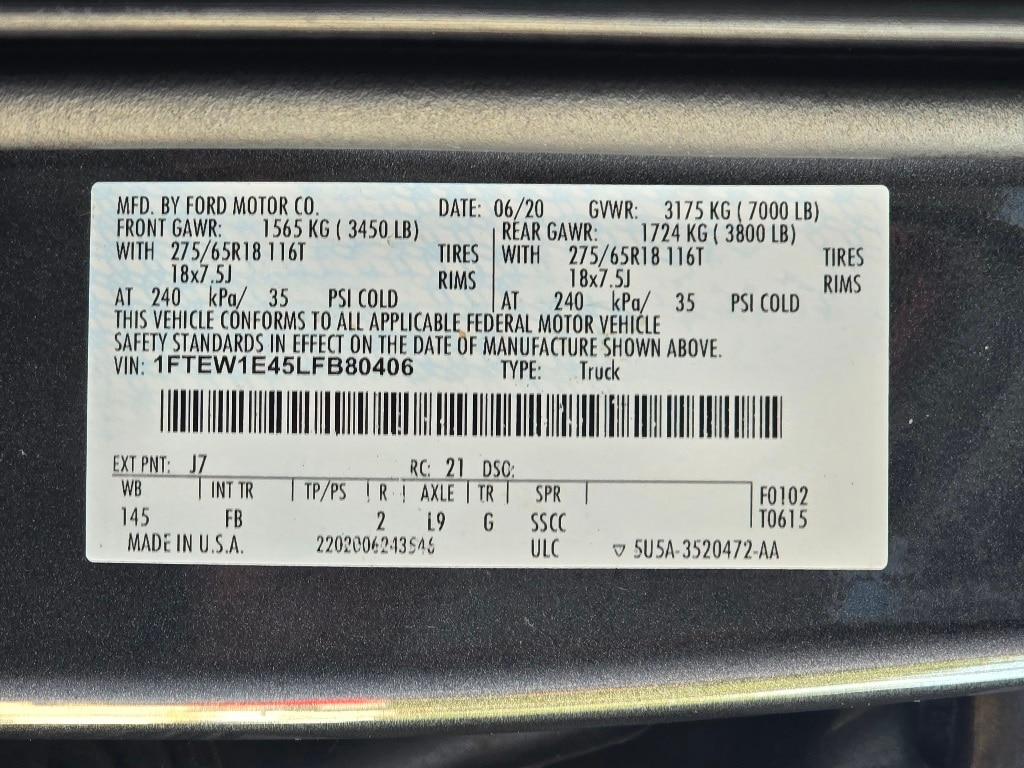 MFD. BY FORD MOTOR CO. DATE: 06/20 GVWR: 3175 KG ( 7000 LB)
FRONT GAWR: 1565 KG ( 3450 LB) REAR GAWR: 1724 KG ( 3800 LB)
WITH 275/65R18 116T TIRES WITH 275/65R18 116T TIRES
18x7.5J RIMS 18x7.5J RIMS
AT 240 kPa/ 35 PSI COLD AT 240 kPa/ 35 PSI COLD
THIS VEHICLE CONFORMS TO ALL APPLICABLE FEDERAL MOTOR VEHICLE
SAFETY STANDARDS IN EFFECT ON THE DATE OF MANUFACTURE SHOWN ABOVE.
VIN: 1FTEW1E45LFB80406 TYPE: Truck
EXT PNT: J7 RC: 21 DSO:
WB INT TR TP/PS R AXLE TR SPR F0102
145 FB 2 L9 G SSCC T0615
MADE IN U.S.A. ULC ▽ 5U5A-3520472-AA